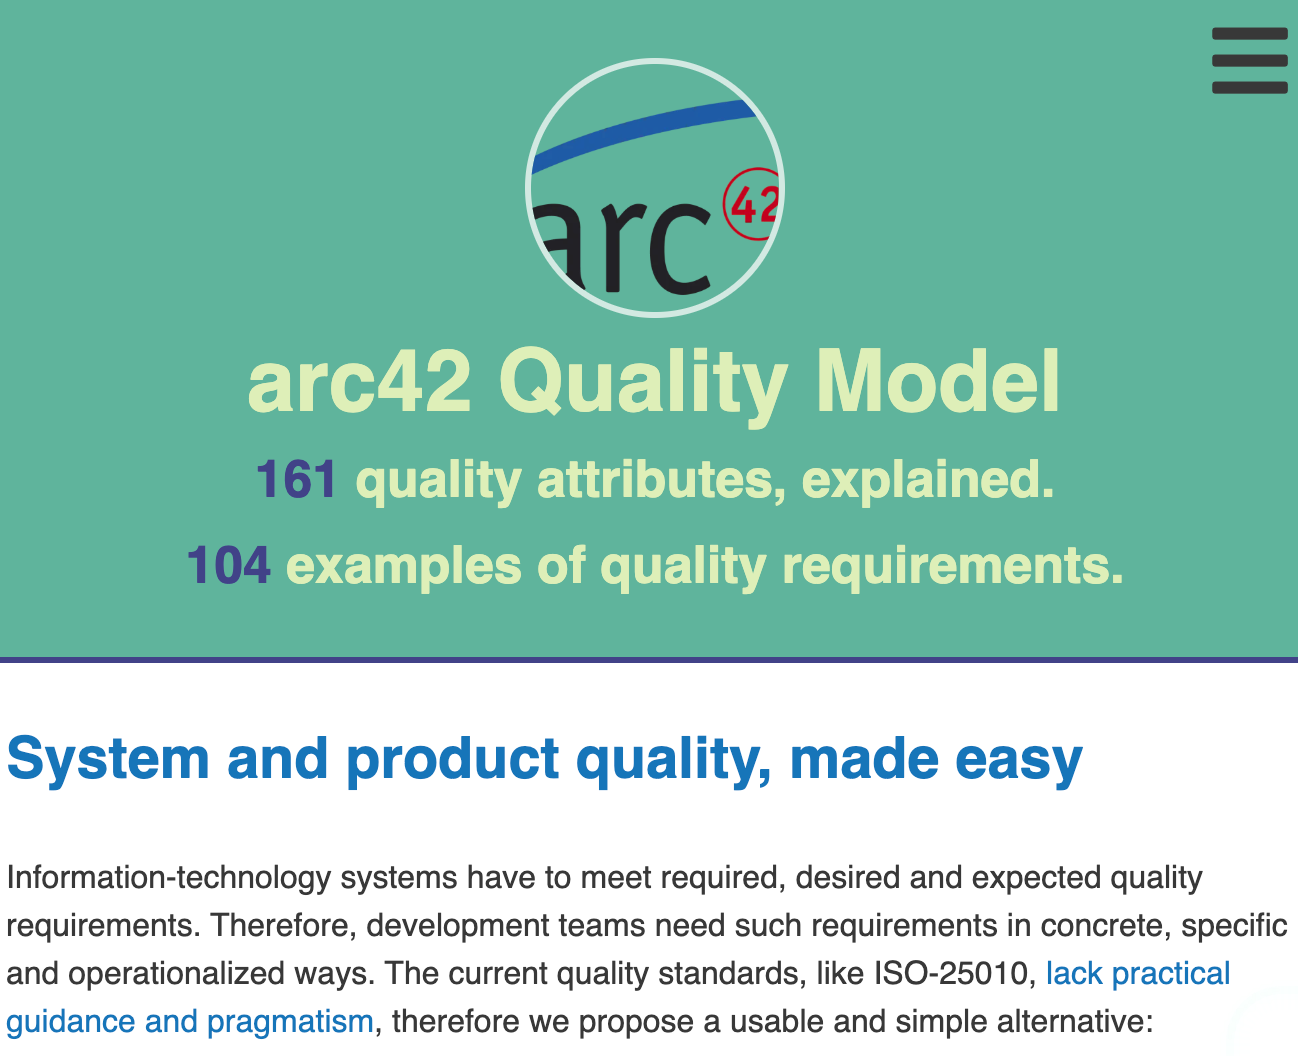 arc 42
arc42 Quality Model
161 quality attributes, explained.
104 examples of quality requirements.
System and product quality, made easy
Information-technology systems have to meet required, desired and expected quality
requirements. Therefore, development teams need such requirements in concrete, specific
and operationalized ways. The current quality standards, like ISO-25010, lack practical
guidance and pragmatism, therefore we propose a usable and simple alternative: